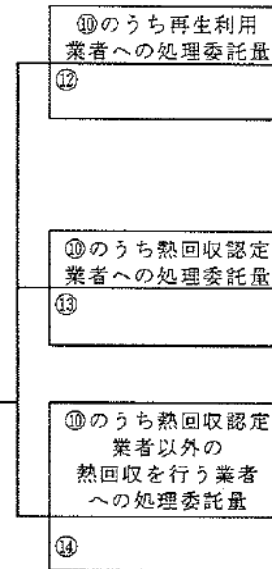 ⑩のうち再生利用
業者への処理委託量
⑫
⑩のうち熱回収認定
業者への処理委託量
⑬
⑩のうち熱回収認定
業者以外の
熱回収を行う業者
への処理委託量
⑭